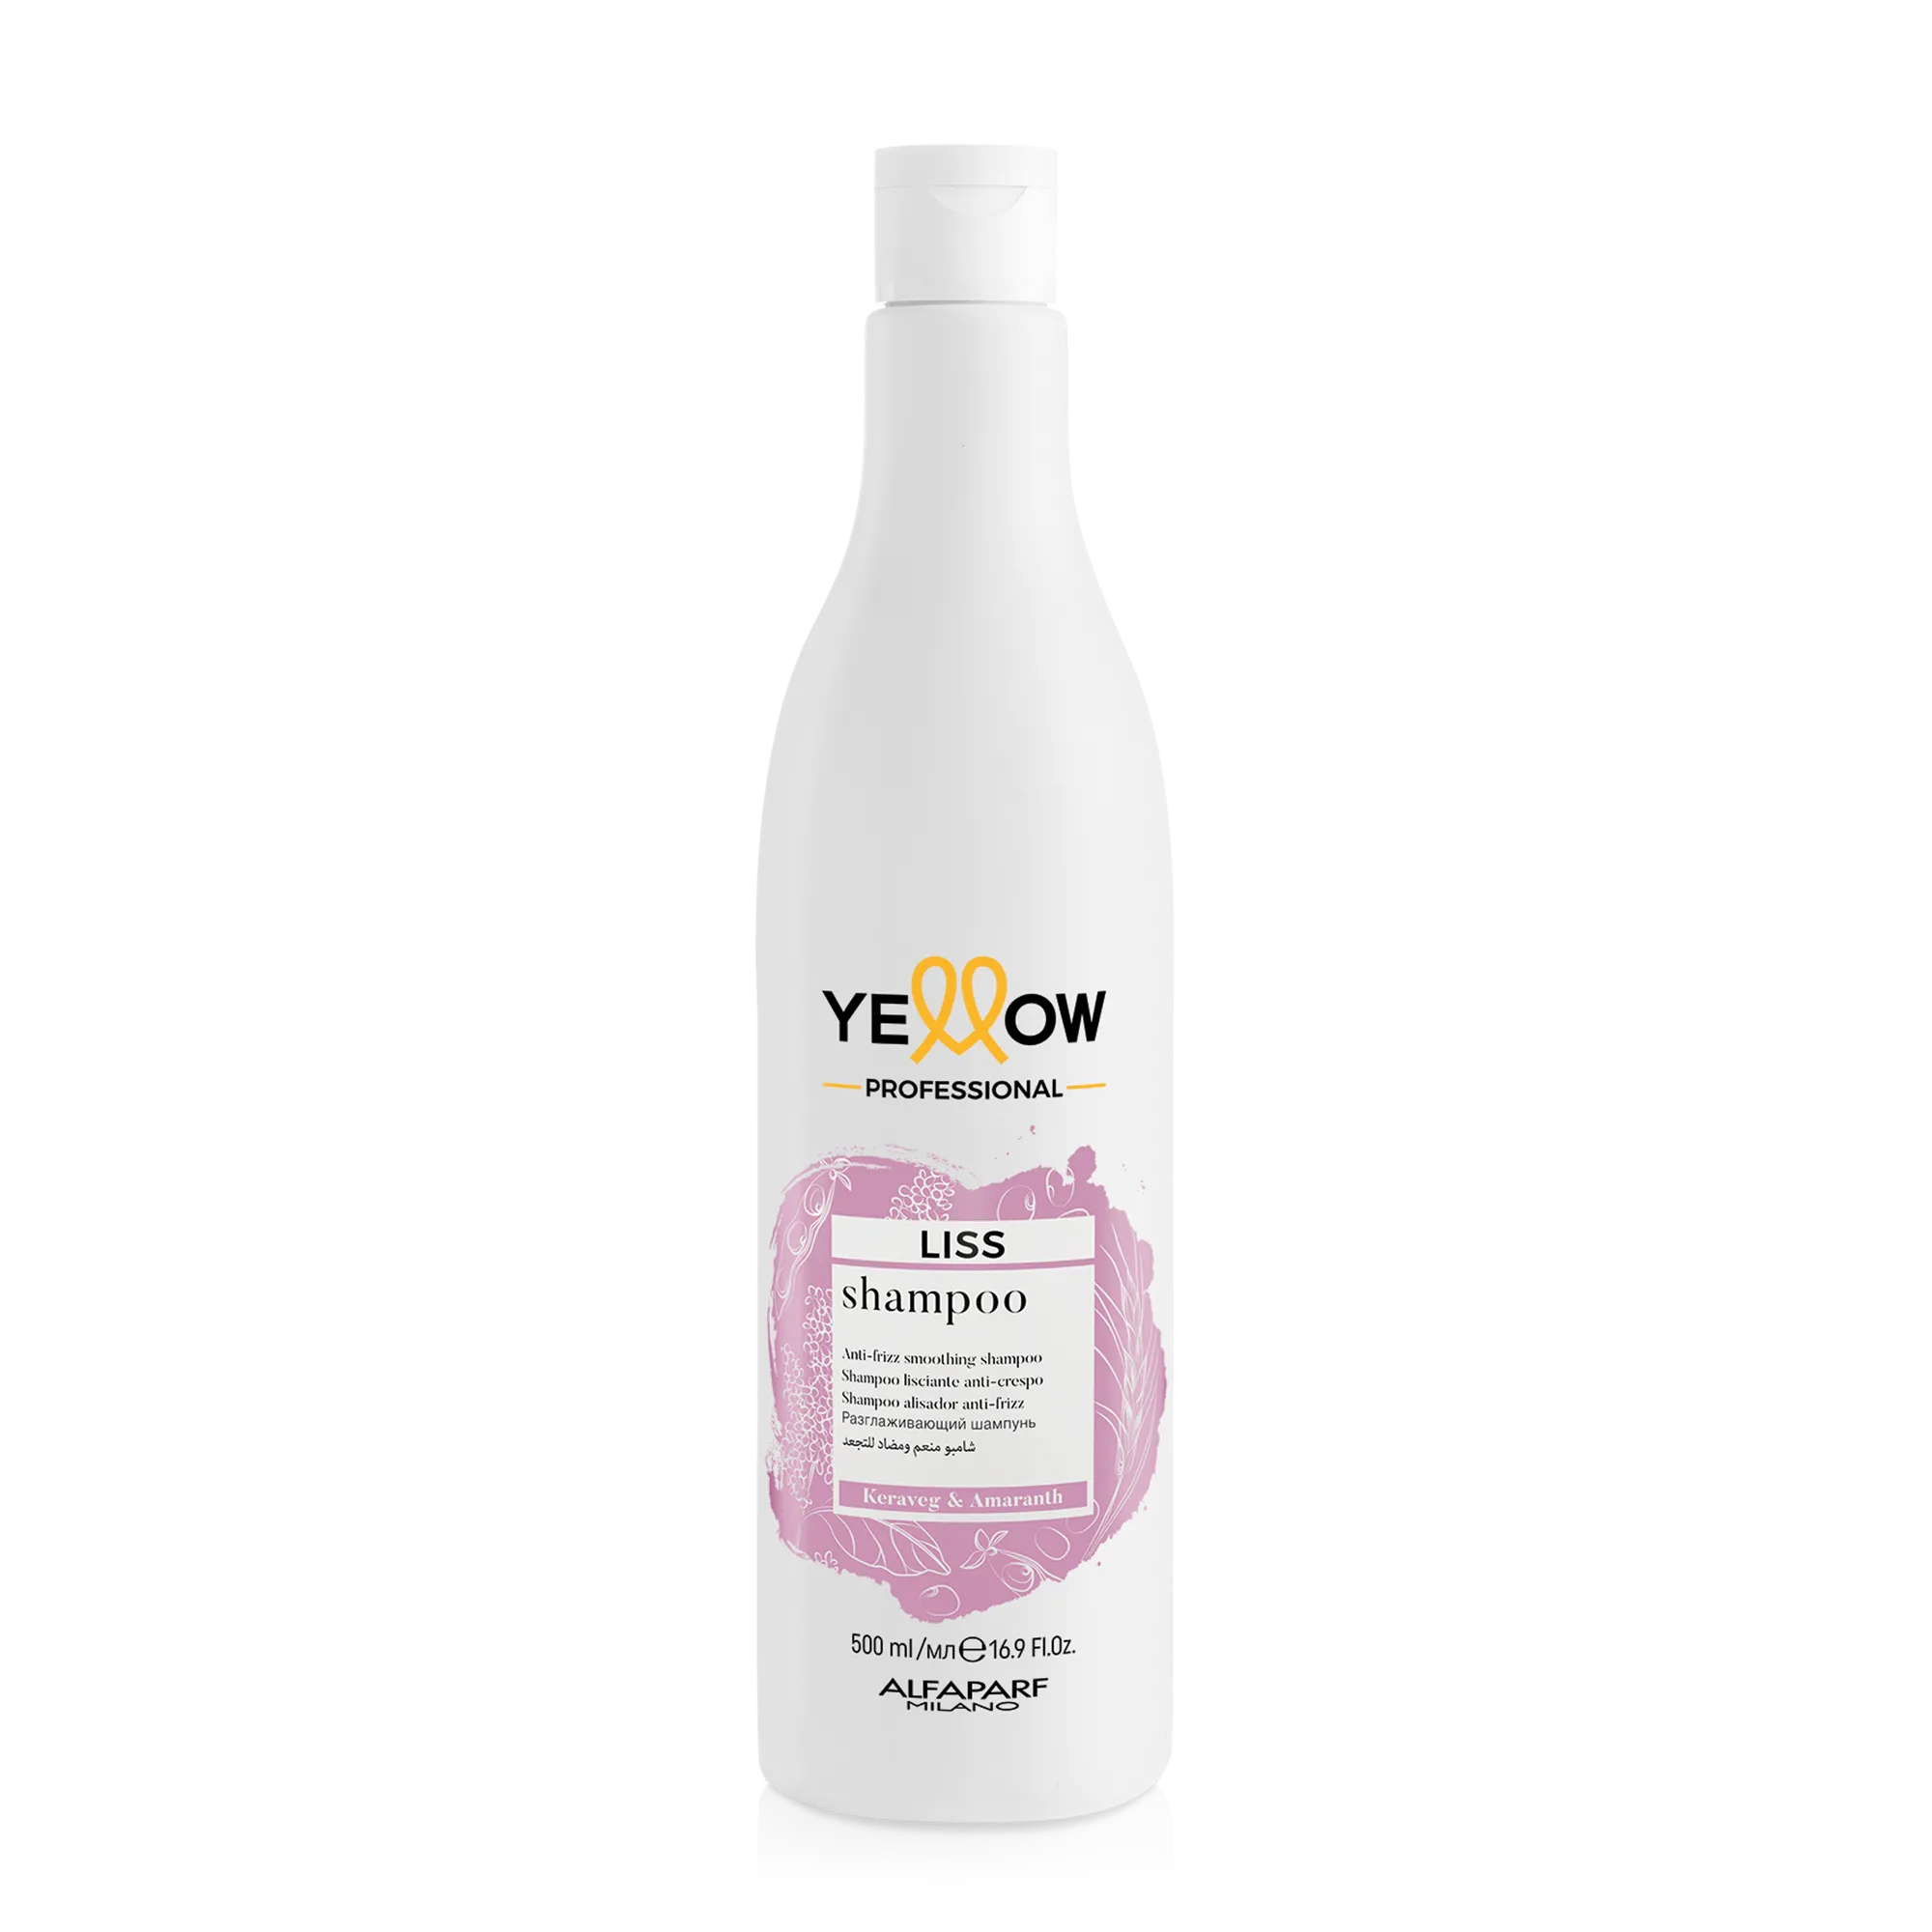 YELLOW
PROFESSIONAL
LISS
shampoo
Anti-frizz smoothing shampoo
Shampoo lisciante anti-crespo
Shampoo alisador anti-frizz
Разглаживающий шампунь
شامبو منعم ومضاد للتجعد
Keraveg & Amaranth
500 ml/мл℮16.9 Fl.Oz.
ALFAPARF
MILANO